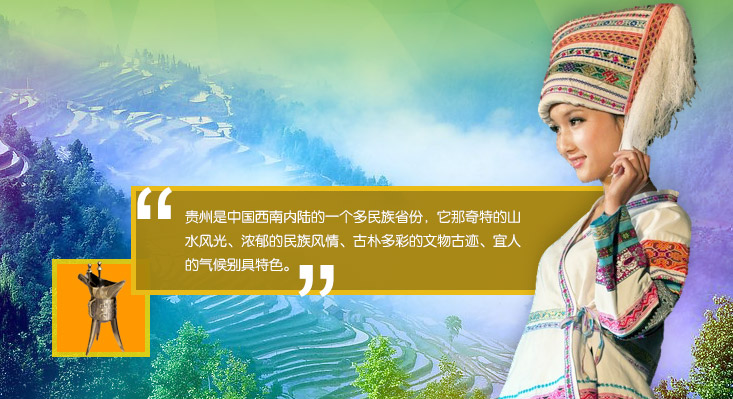 贵州是中国西南内陆的一个多民族省份，它那奇特的山
水风光、浓郁的民族风情、古朴多彩的文物古迹、宜人
的气候别具特色。